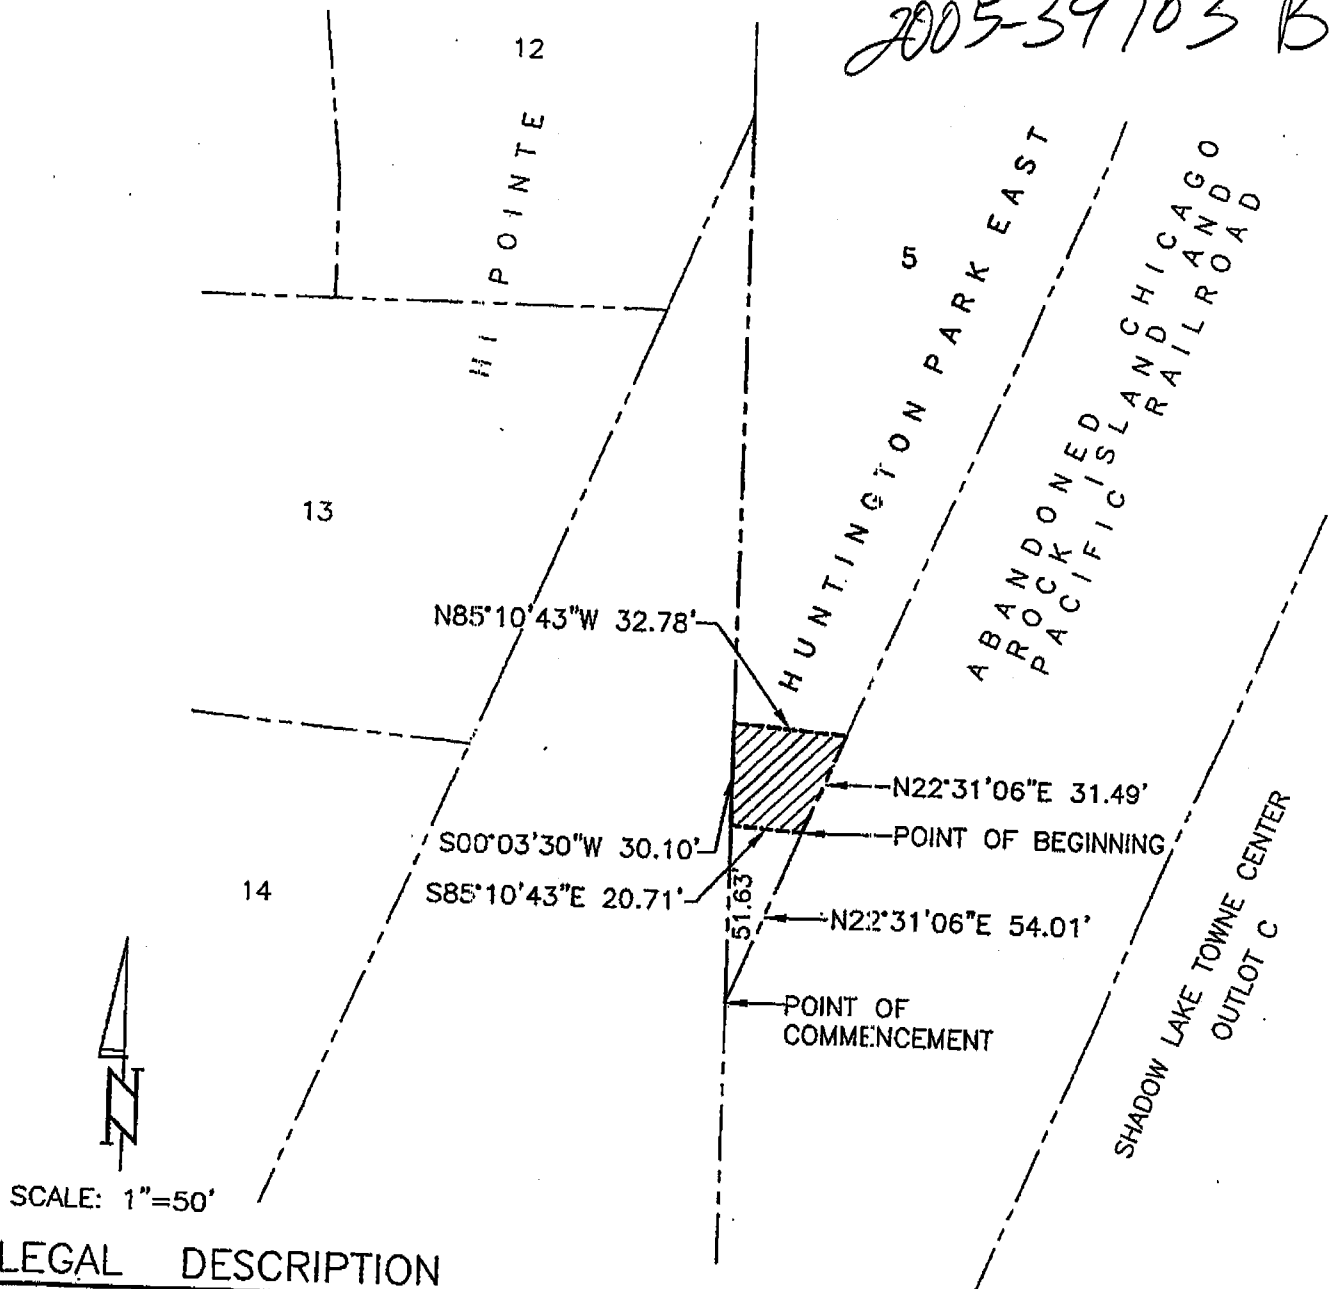 2005-39703 B
12
HI POINTE
5
HUNTINGTON PARK EAST
ABANDONED CHICAGO
ROCK ISLAND AND
PACIFIC RAILROAD
13
N85°10'43"W 32.78'
N22°31'06"E 31.49'
S00°03'30"W 30.10'
POINT OF BEGINNING
S85°10'43"E 20.71'
14
51.63'
N22°31'06"E 54.01'
POINT OF
COMMENCEMENT
SHADOW LAKE TOWNE CENTER
OUTLOT C
N
SCALE: 1"=50'
LEGAL DESCRIPTION